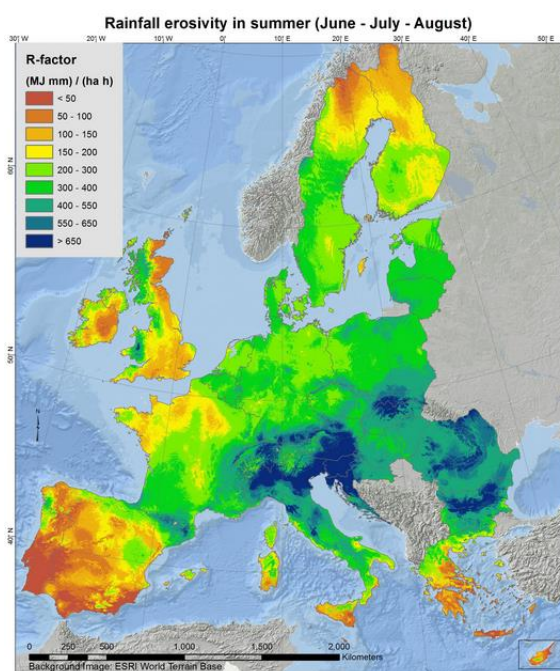 Rainfall erosivity in summer (June - July - August)
30° W 20° W 10° W 0° 10° E 20° E 30° E 40° E 50° E
R-factor
(MJ mm) / (ha h)
< 50
50 - 100
100 - 150
150 - 200
200 - 300
300 - 400
400 - 550
550 - 650
> 650
60° N
50° N
40° N
0 500 1,000 1,500 2,000
Kilometers
Background Image: ESRI World Terrain Base